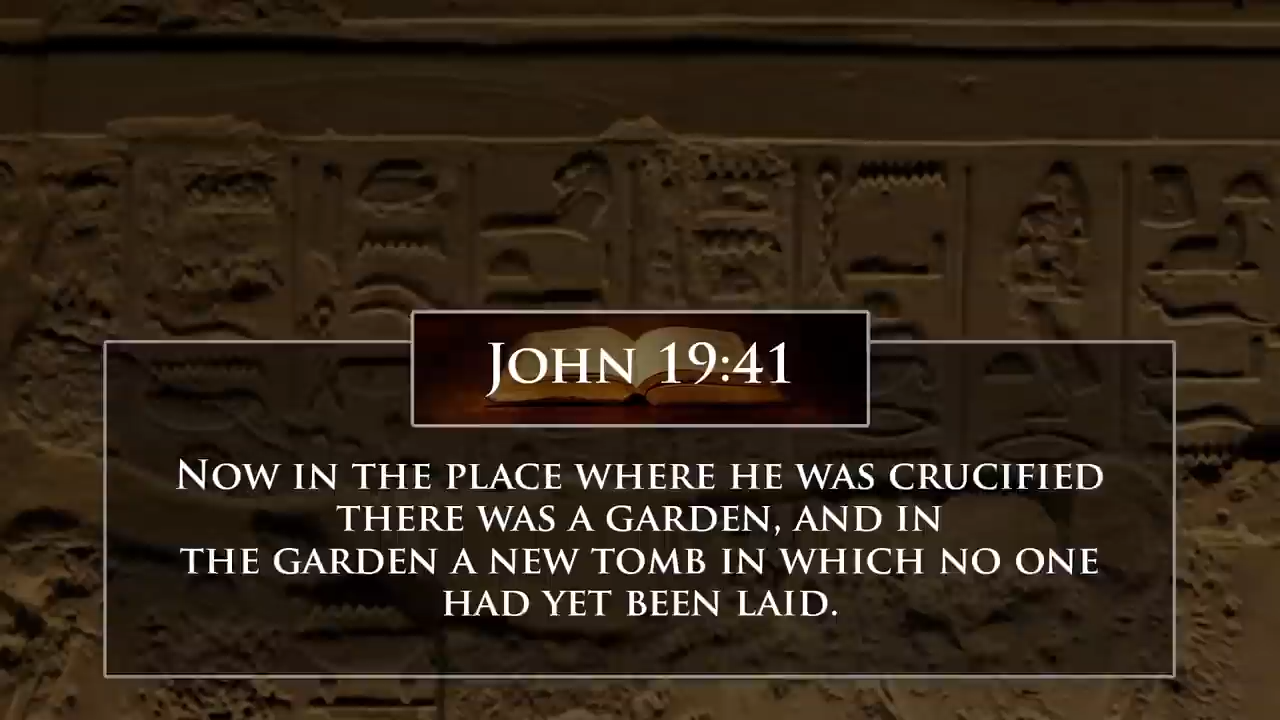 John 19:41
Now in the place where he was crucified
there was a garden, and in
the garden a new tomb in which no one
had yet been laid.